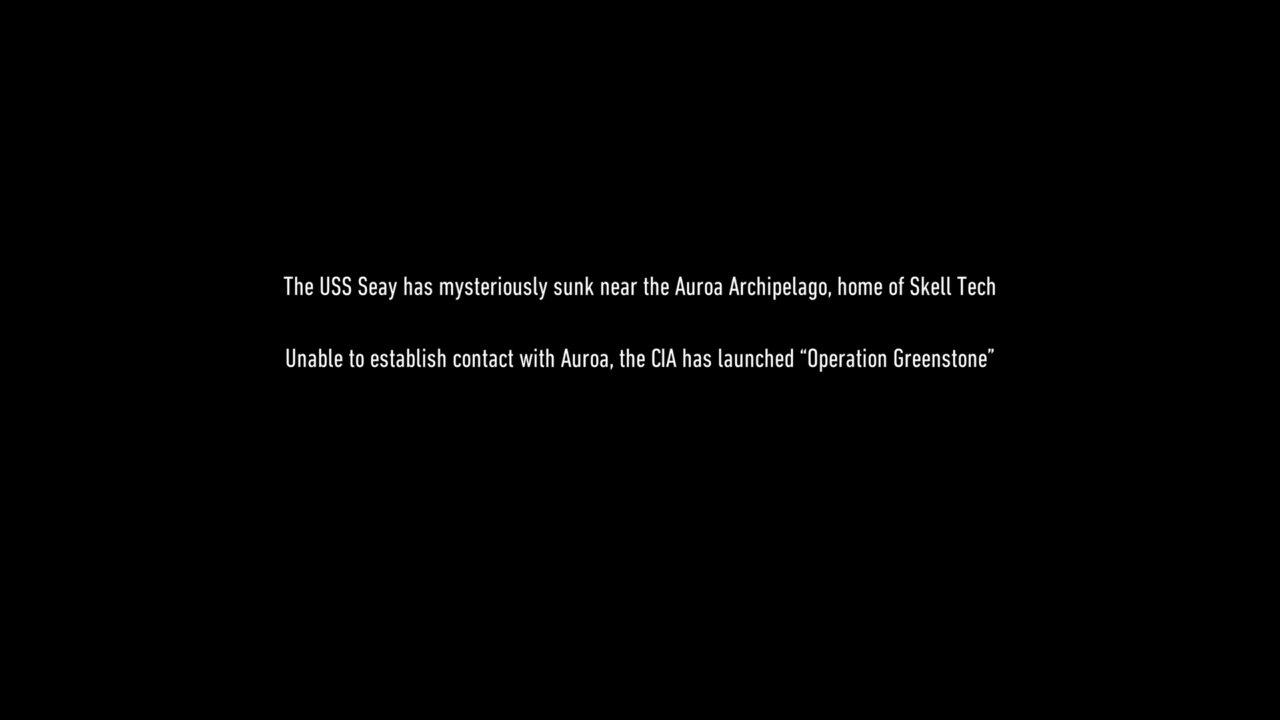 The USS Seay has mysteriously sunk near the Auroa Archipelago, home of Skell Tech
Unable to establish contact with Auroa, the CIA has launched “Operation Greenstone”